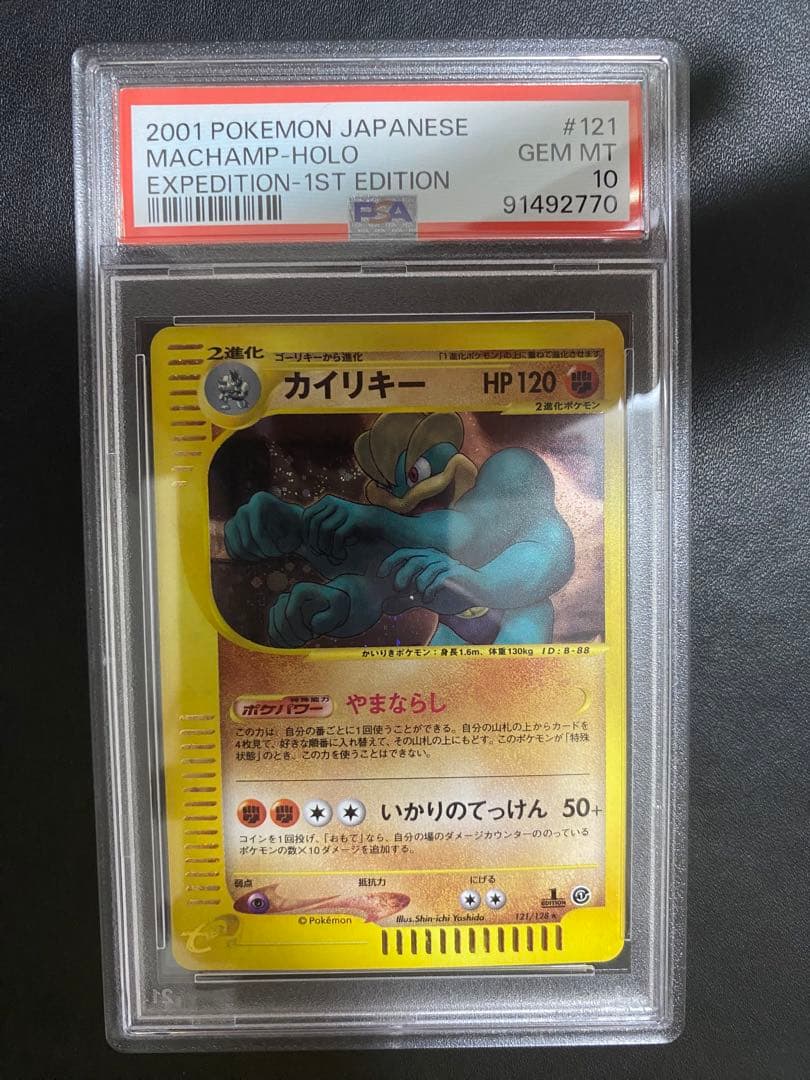 2001 POKEMON JAPANESE #121
MACHAMP-HOLO GEM MT
EXPEDITION-1ST EDITION 10
91492770
PSA
2進化 ゴーリキーから進化 「1進化ポケモン」の上に重ねて進化させます
カイリキー HP120
2進化ポケモン
かいりきポケモン：身長1.6m、体重130kg ID:B-88
特殊能力
ポケパワー やまならし
この力は、自分の番ごとに1回使うことができる。自分の山札の上からカードを
4枚見て、好きな順番に入れ替えて、その山札の上にもどす。このポケモンが「特殊
状態」のとき、この力を使うことはできない。
いかりのてっけん 50+
コインを1回投げ、「おもて」なら、自分の場のダメージカウンターののっている
ポケモンの数×10ダメージを追加する。
弱点 抵抗力 にげる
© Pokémon Illus.Shin-ichi Yoshida
1
EDITION
121/128 ★